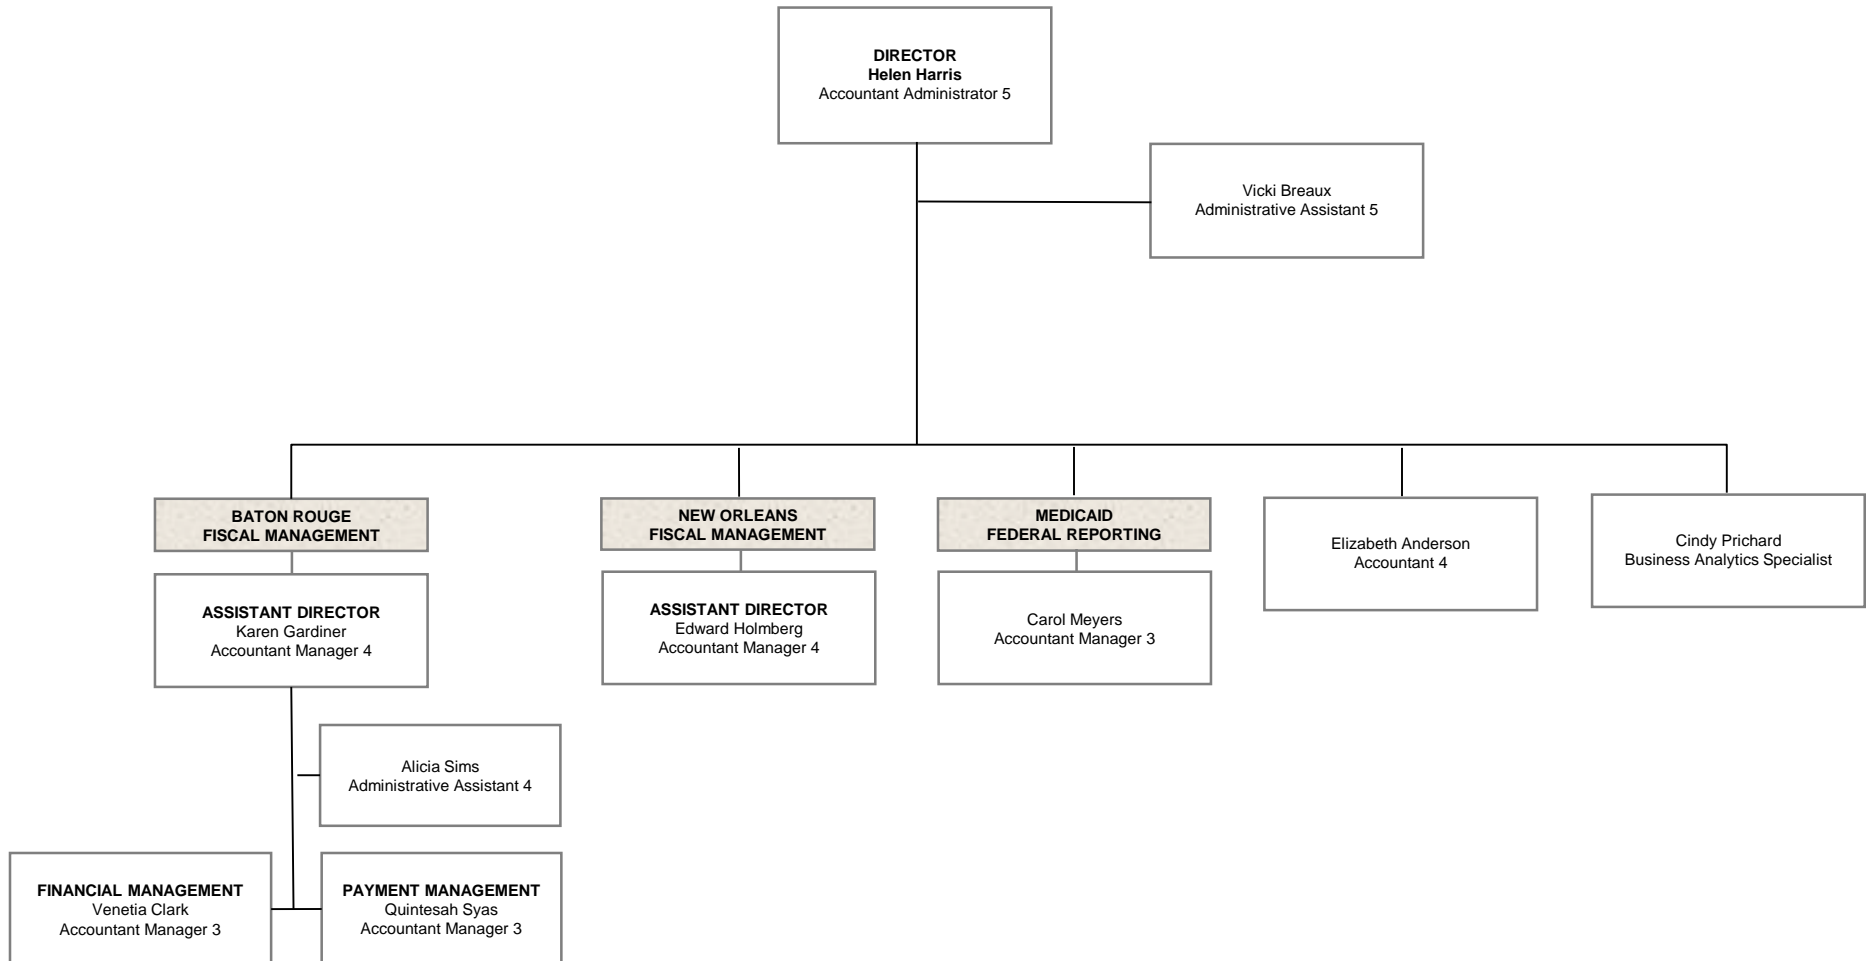 DIRECTOR
Helen Harris
Accountant Administrator 5
Vicki Breaux
Administrative Assistant 5
BATON ROUGE
FISCAL MANAGEMENT
NEW ORLEANS
FISCAL MANAGEMENT
MEDICAID
FEDERAL REPORTING
Elizabeth Anderson
Accountant 4
Cindy Prichard
Business Analytics Specialist
ASSISTANT DIRECTOR
Karen Gardiner
Accountant Manager 4
ASSISTANT DIRECTOR
Edward Holmberg
Accountant Manager 4
Carol Meyers
Accountant Manager 3
Alicia Sims
Administrative Assistant 4
FINANCIAL MANAGEMENT
Venetia Clark
Accountant Manager 3
PAYMENT MANAGEMENT
Quintesah Syas
Accountant Manager 3